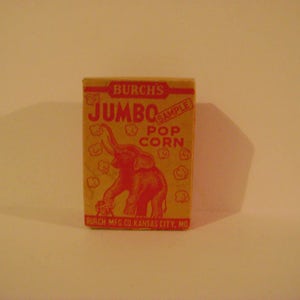 BURCH'S
JUMBO
SAMPLE
POP
CORN
BURCH MFG. CO. KANSAS CITY, MO.